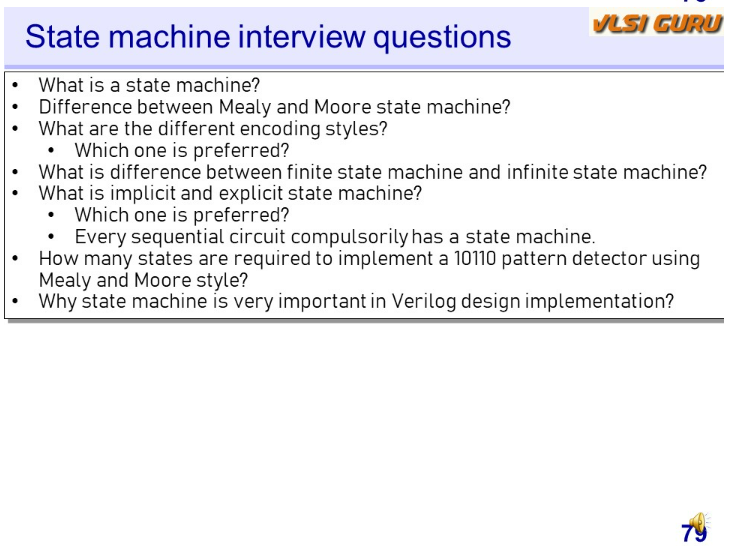 State machine interview questions
VLSI GURU
• What is a state machine?
• Difference between Mealy and Moore state machine?
• What are the different encoding styles?
• Which one is preferred?
• What is difference between finite state machine and infinite state machine?
• What is implicit and explicit state machine?
• Which one is preferred?
• Every sequential circuit compulsorily has a state machine.
• How many states are required to implement a 10110 pattern detector using
Mealy and Moore style?
• Why state machine is very important in Verilog design implementation?
79